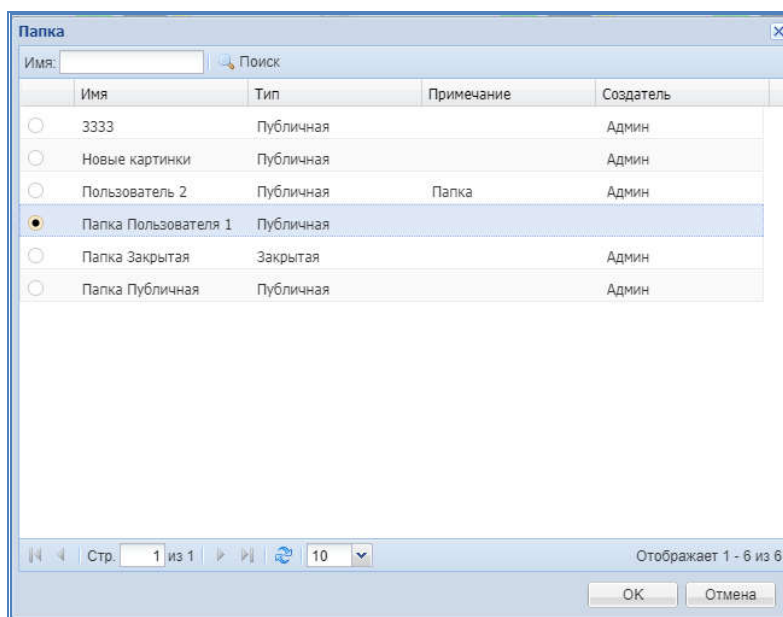 Папка
Имя: Поиск
Имя Тип Примечание Создатель
3333 Публичная Админ
Новые картинки Публичная Админ
Пользователь 2 Публичная Папка Админ
Папка Пользователя 1 Публичная
Папка Закрытая Закрытая Админ
Папка Публичная Публичная Админ
Стр. 1 из 1 10 Отображает 1 - 6 из 6
OK Отмена